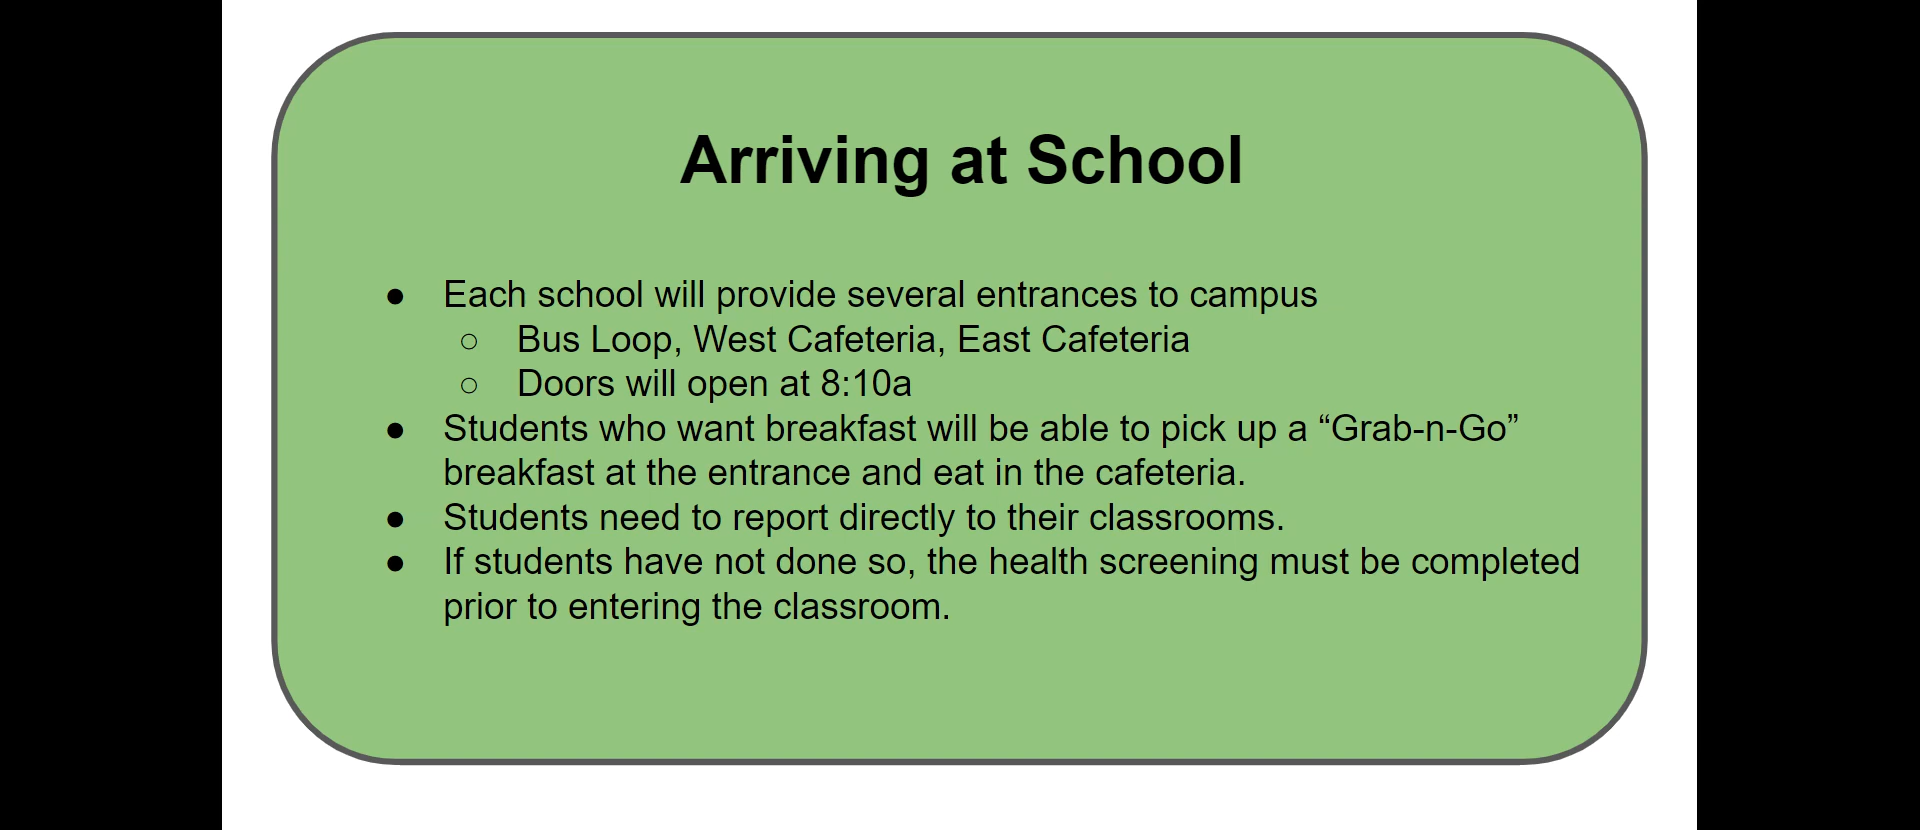 Arriving at School
● Each school will provide several entrances to campus
○ Bus Loop, West Cafeteria, East Cafeteria
○ Doors will open at 8:10a
● Students who want breakfast will be able to pick up a “Grab-n-Go”
breakfast at the entrance and eat in the cafeteria.
● Students need to report directly to their classrooms.
● If students have not done so, the health screening must be completed
prior to entering the classroom.